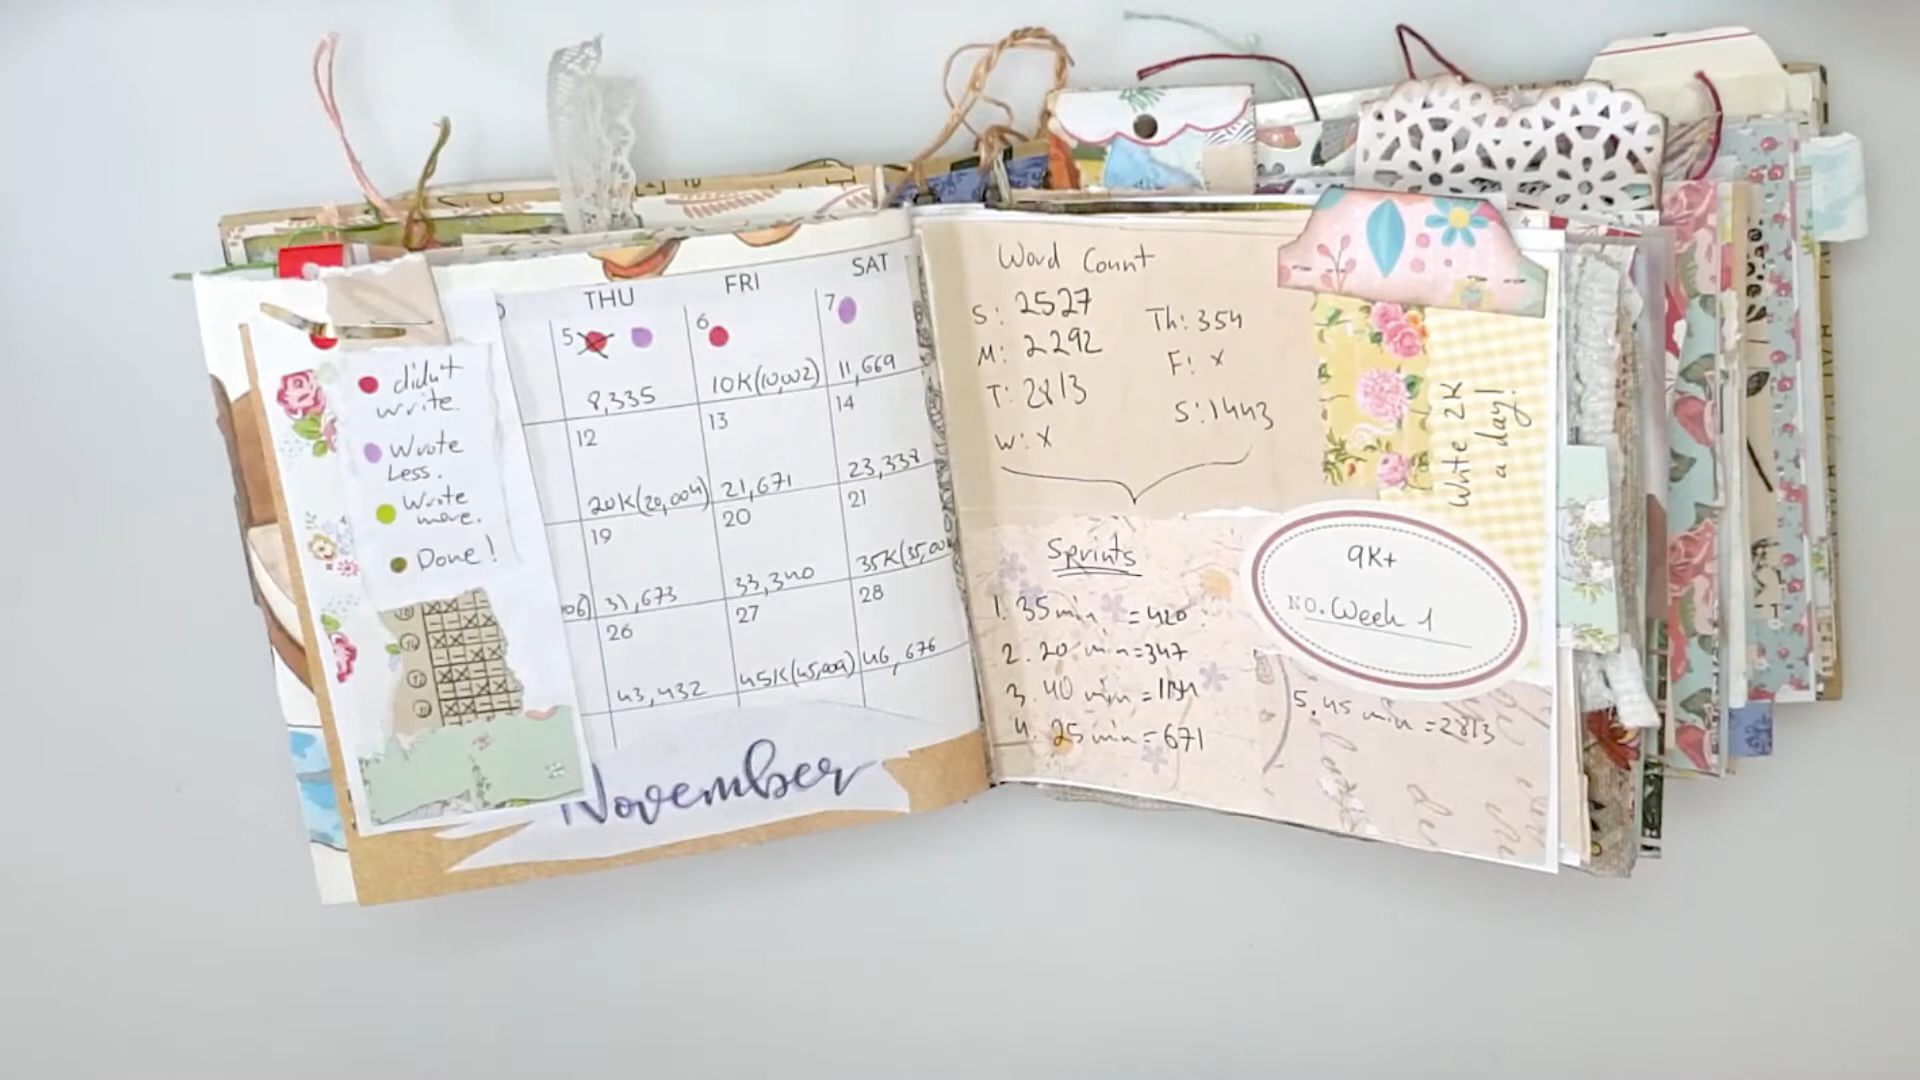 didn't
write.
Wrote
Less.
Write
more.
Done!
THU
FRI
SAT
5
6
7
8,335
10K(10,002)
11,669
12
13
14
20K(20,004)
21,671
23,338
19
20
21
31,673
33,340
35K(35,00
26
27
28
43,432
45K(45,009)
46,676
November
Word Count
S: 2527
M: 2292
T: 2813
W: X
Th: 354
F: X
S: 1443
Write 2K
a day!
Sprints
1. 35 min = 420
2. 20 min = 347
3. 40 min =
4. 25 min = 671
5. 45 min = 2813
9K+
NO. Week 1